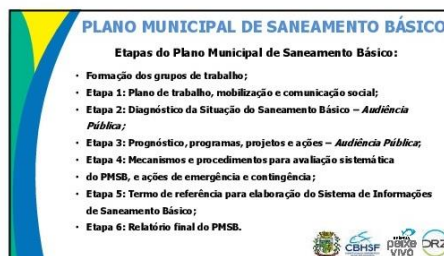 PLANO MUNICIPAL DE SANEAMENTO BÁSICO
Etapas do Plano Municipal de Saneamento Básico:
• Formação dos grupos de trabalho;
• Etapa 1: Plano de trabalho, mobilização e comunicação social;
• Etapa 2: Diagnóstico da Situação do Saneamento Básico – Audiência
Pública;
• Etapa 3: Prognóstico, programas, projetos e ações – Audiência Pública;
• Etapa 4: Mecanismos e procedimentos para avaliação sistemática
• do PMSB, e ações de emergência e contingência;
• Etapa 5: Termo de referência para elaboração do Sistema de Informações
de Saneamento Básico;
• Etapa 6: Relatório final do PMSB.
CBHSF peixe vivo DRZ